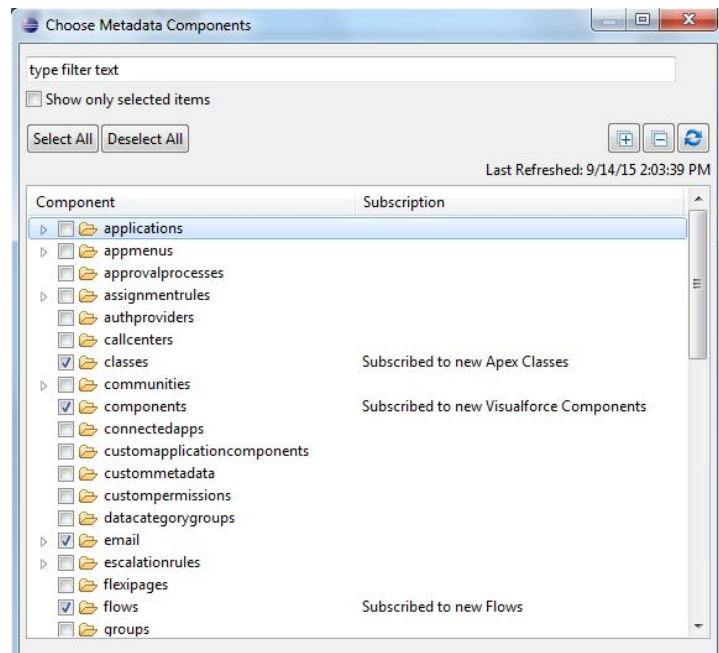 Choose Metadata Components
type filter text
Show only selected items
Select All Deselect All
Last Refreshed: 9/14/15 2:03:39 PM
Component Subscription
applications
appmenus
approvalprocesses
assignmentrules
authproviders
callcenters
classes Subscribed to new Apex Classes
communities
components Subscribed to new Visualforce Components
connectedapps
customapplicationcomponents
custommetadata
custompermissions
datacategorygroups
email
escalationrules
flexipages
flows Subscribed to new Flows
groups